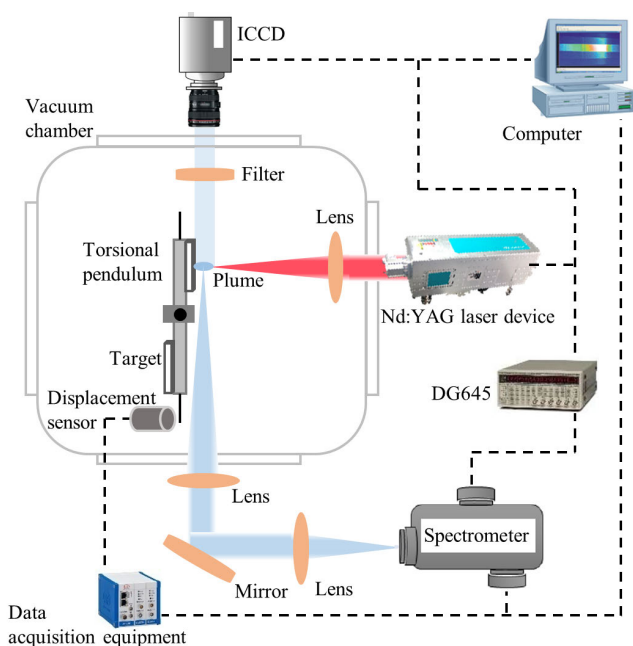 ICCD
Vacuum
chamber
Computer
Filter
Lens
Torsional
pendulum
Plume
Nd:YAG laser device
Target
DG645
Displacement
sensor
Lens
Spectrometer
Mirror
Lens
Data
acquisition equipment